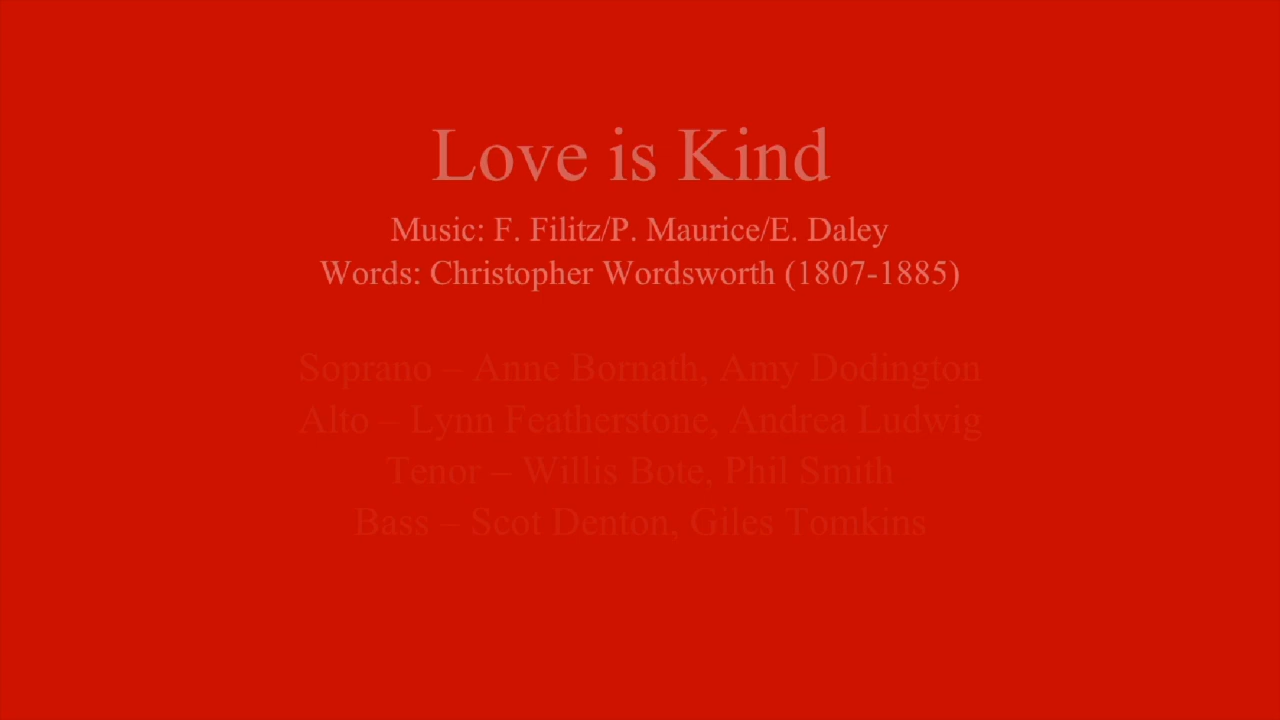 Love is Kind
Music: F. Filitz/P. Maurice/E. Daley
Words: Christopher Wordsworth (1807-1885)
Soprano – Anne Bornath, Amy Dodington
Alto – Lynn Featherstone, Andrea Ludwig
Tenor – Willis Bote, Phil Smith
Bass – Scot Denton, Giles Tomkins